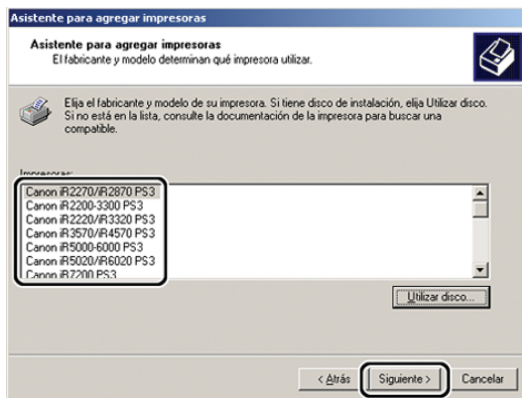 Asistente para agregar impresoras
Asistente para agregar impresoras
El fabricante y modelo determinan qué impresora utilizar.
Elija el fabricante y modelo de su impresora. Si tiene disco de instalación, elija Utilizar disco.
Si no está en la lista, consulte la documentación de la impresora para buscar una
compatible.
Impresoras:
Canon iR2270/iR2870 PS3
Canon iR2200-3300 PS3
Canon iR2220/iR3320 PS3
Canon iR3570/iR4570 PS3
Canon iR5000-6000 PS3
Canon iR5020/iR6020 PS3
Canon iR7200 PS3
Utilizar disco...
< Atrás
Siguiente >
Cancelar